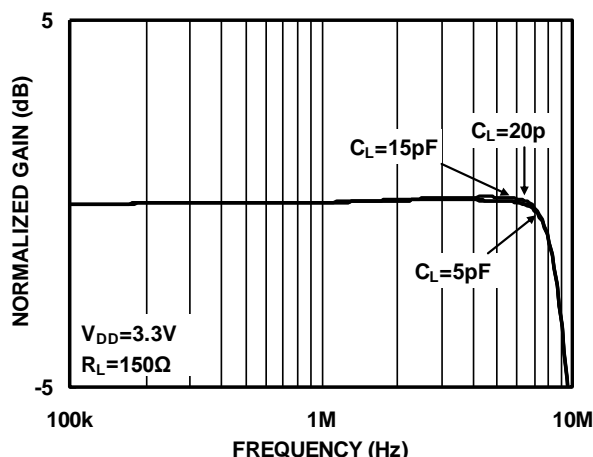 5
NORMALIZED GAIN (dB)
C_L=20p
C_L=15pF
C_L=5pF
V_DD=3.3V
R_L=150Ω
-5
100k 1M 10M
FREQUENCY (Hz)